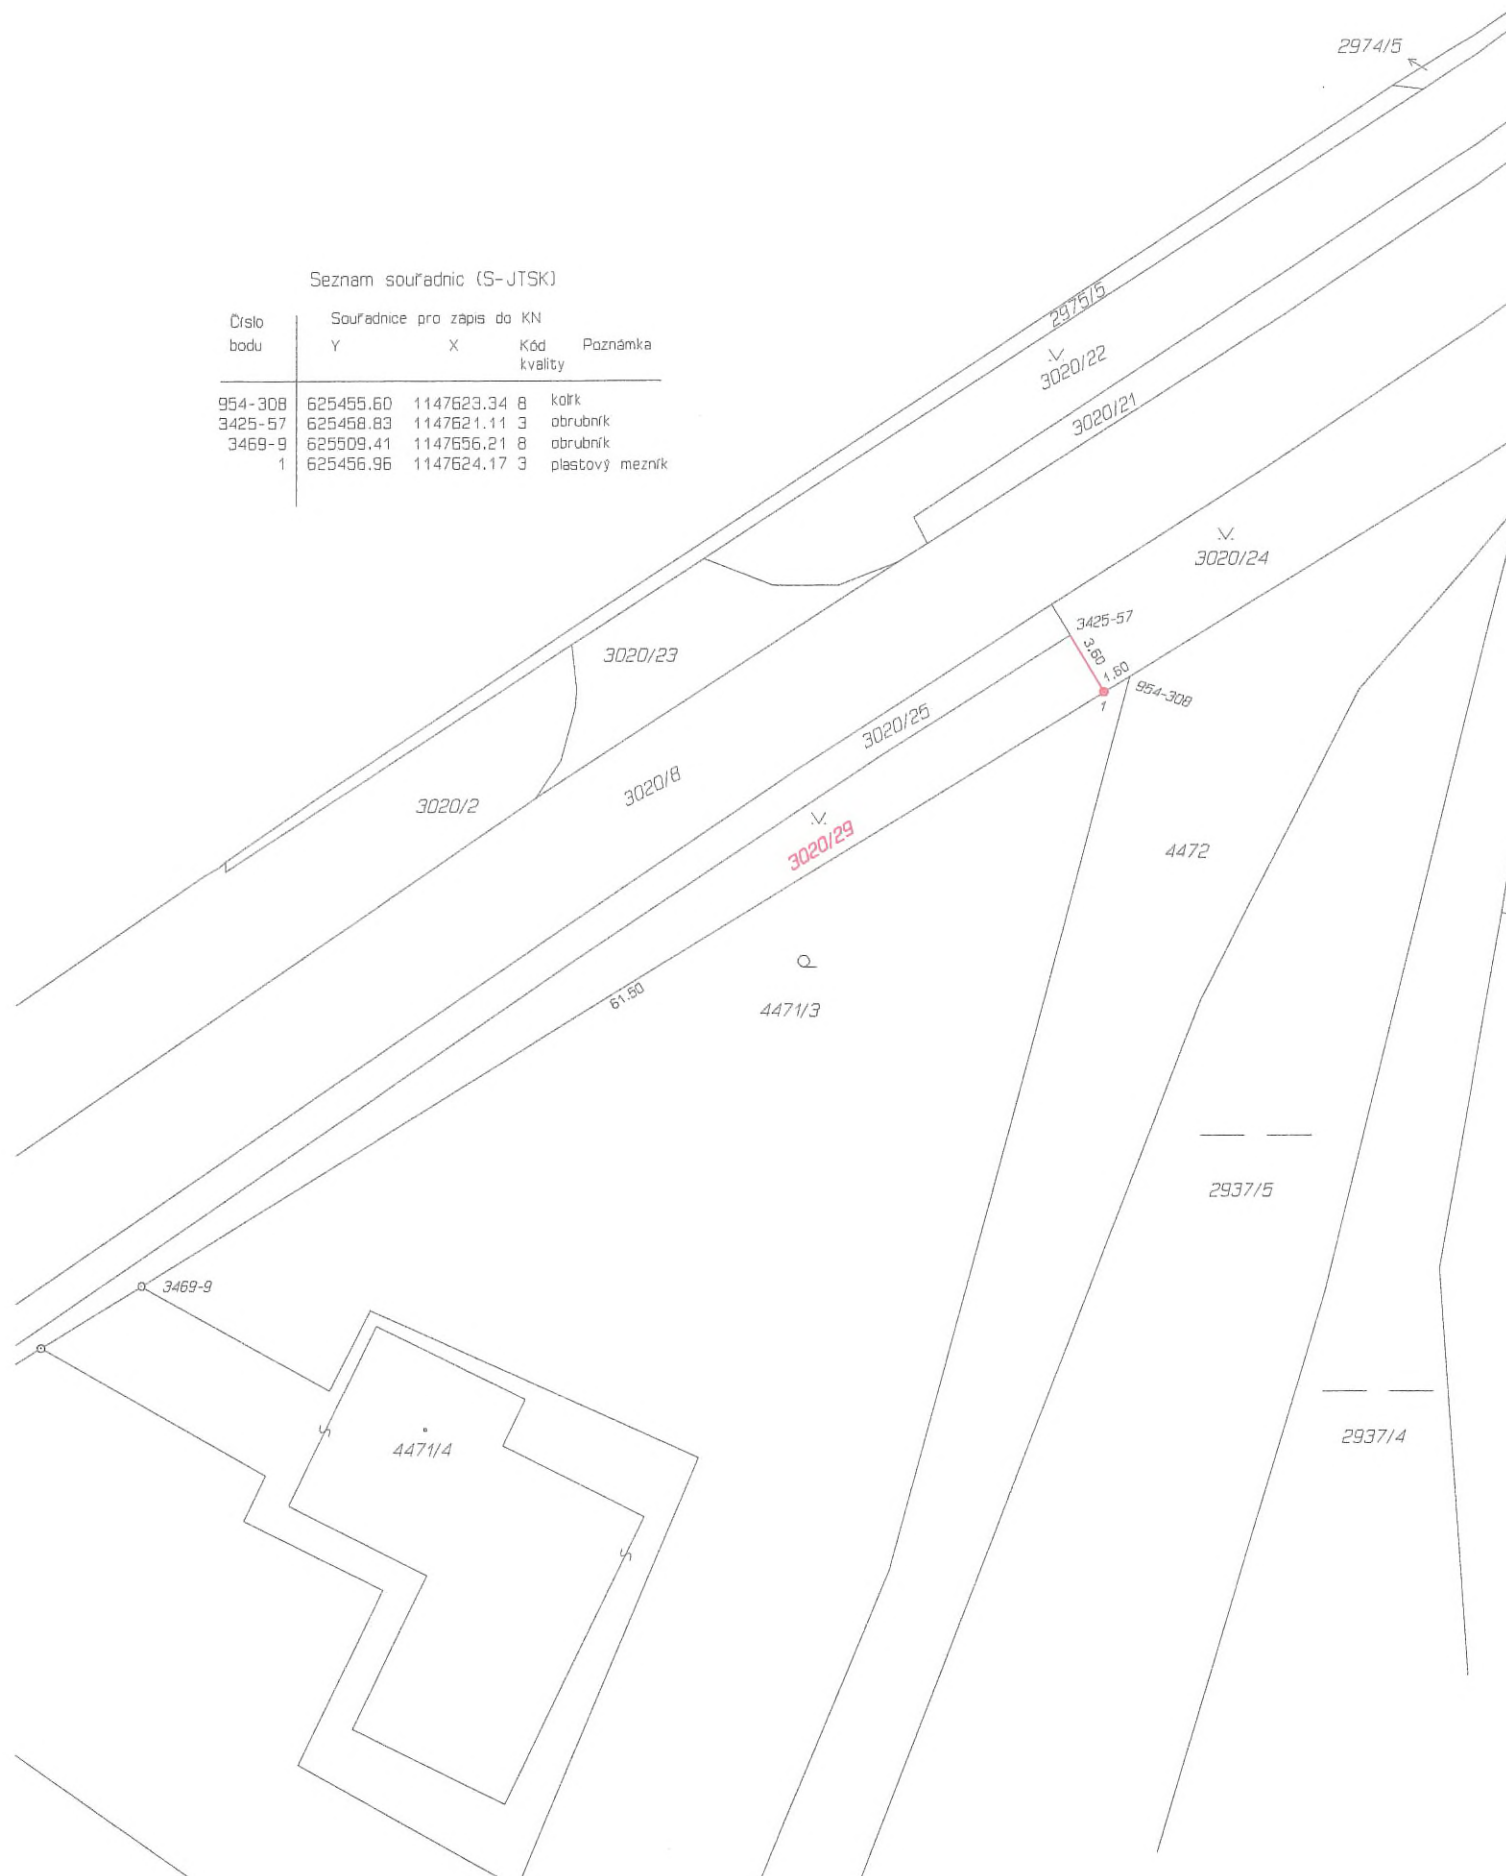 2974/5
Seznam souřadnic (S-JTSK)
Číslo bodu
Souřadnice pro zápis do KN
Y X Kód kvality Poznámka
954-308 625455.60 1147623.34 8 kolík
3425-57 625458.83 1147621.11 3 obrubník
3469-9 625509.41 1147656.21 8 obrubník
1 625456.96 1147624.17 3 plastový mezník
2975/5
3020/22
3020/21
3020/24
3425-57
3.60
1.60
954-308
1
3020/23
3020/25
3020/8
3020/2
3020/29
4472
4471/3
61.50
2937/5
3469-9
2937/4
4471/4